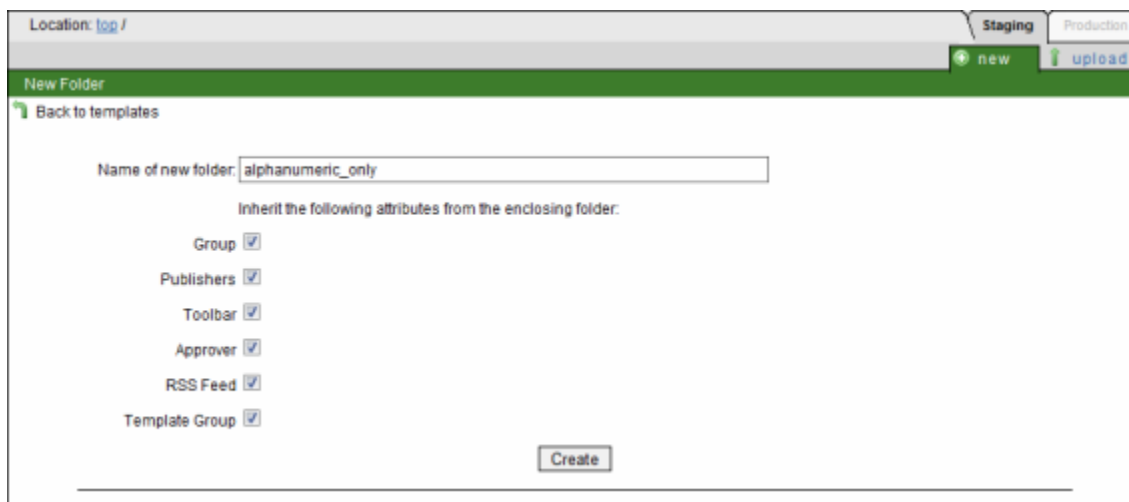 Location: top /
Staging Production
new upload
New Folder
Back to templates
Name of new folder: alphanumeric_only
Inherit the following attributes from the enclosing folder:
Group
Publishers
Toolbar
Approver
RSS Feed
Template Group
Create